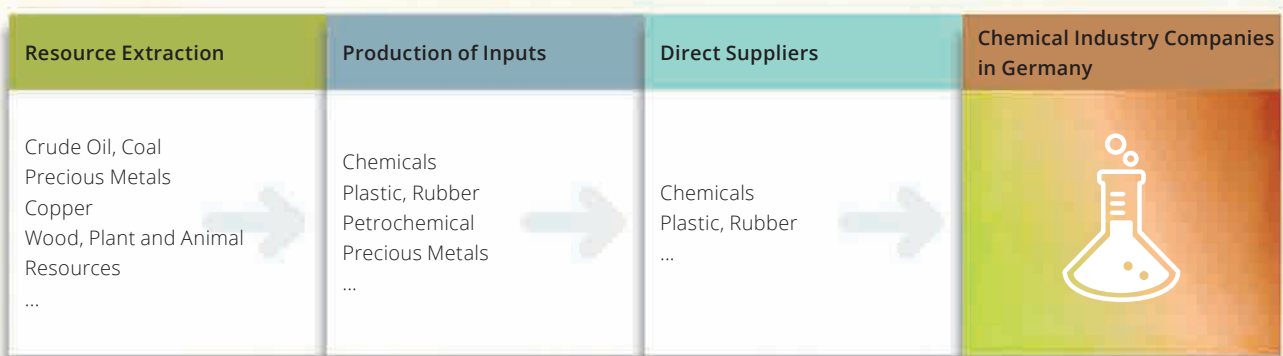 Resource Extraction
Crude Oil, Coal
Precious Metals
Copper
Wood, Plant and Animal
Resources
...
Production of Inputs
Chemicals
Plastic, Rubber
Petrochemical
Precious Metals
...
Direct Suppliers
Chemicals
Plastic, Rubber
...
Chemical Industry Companies
in Germany